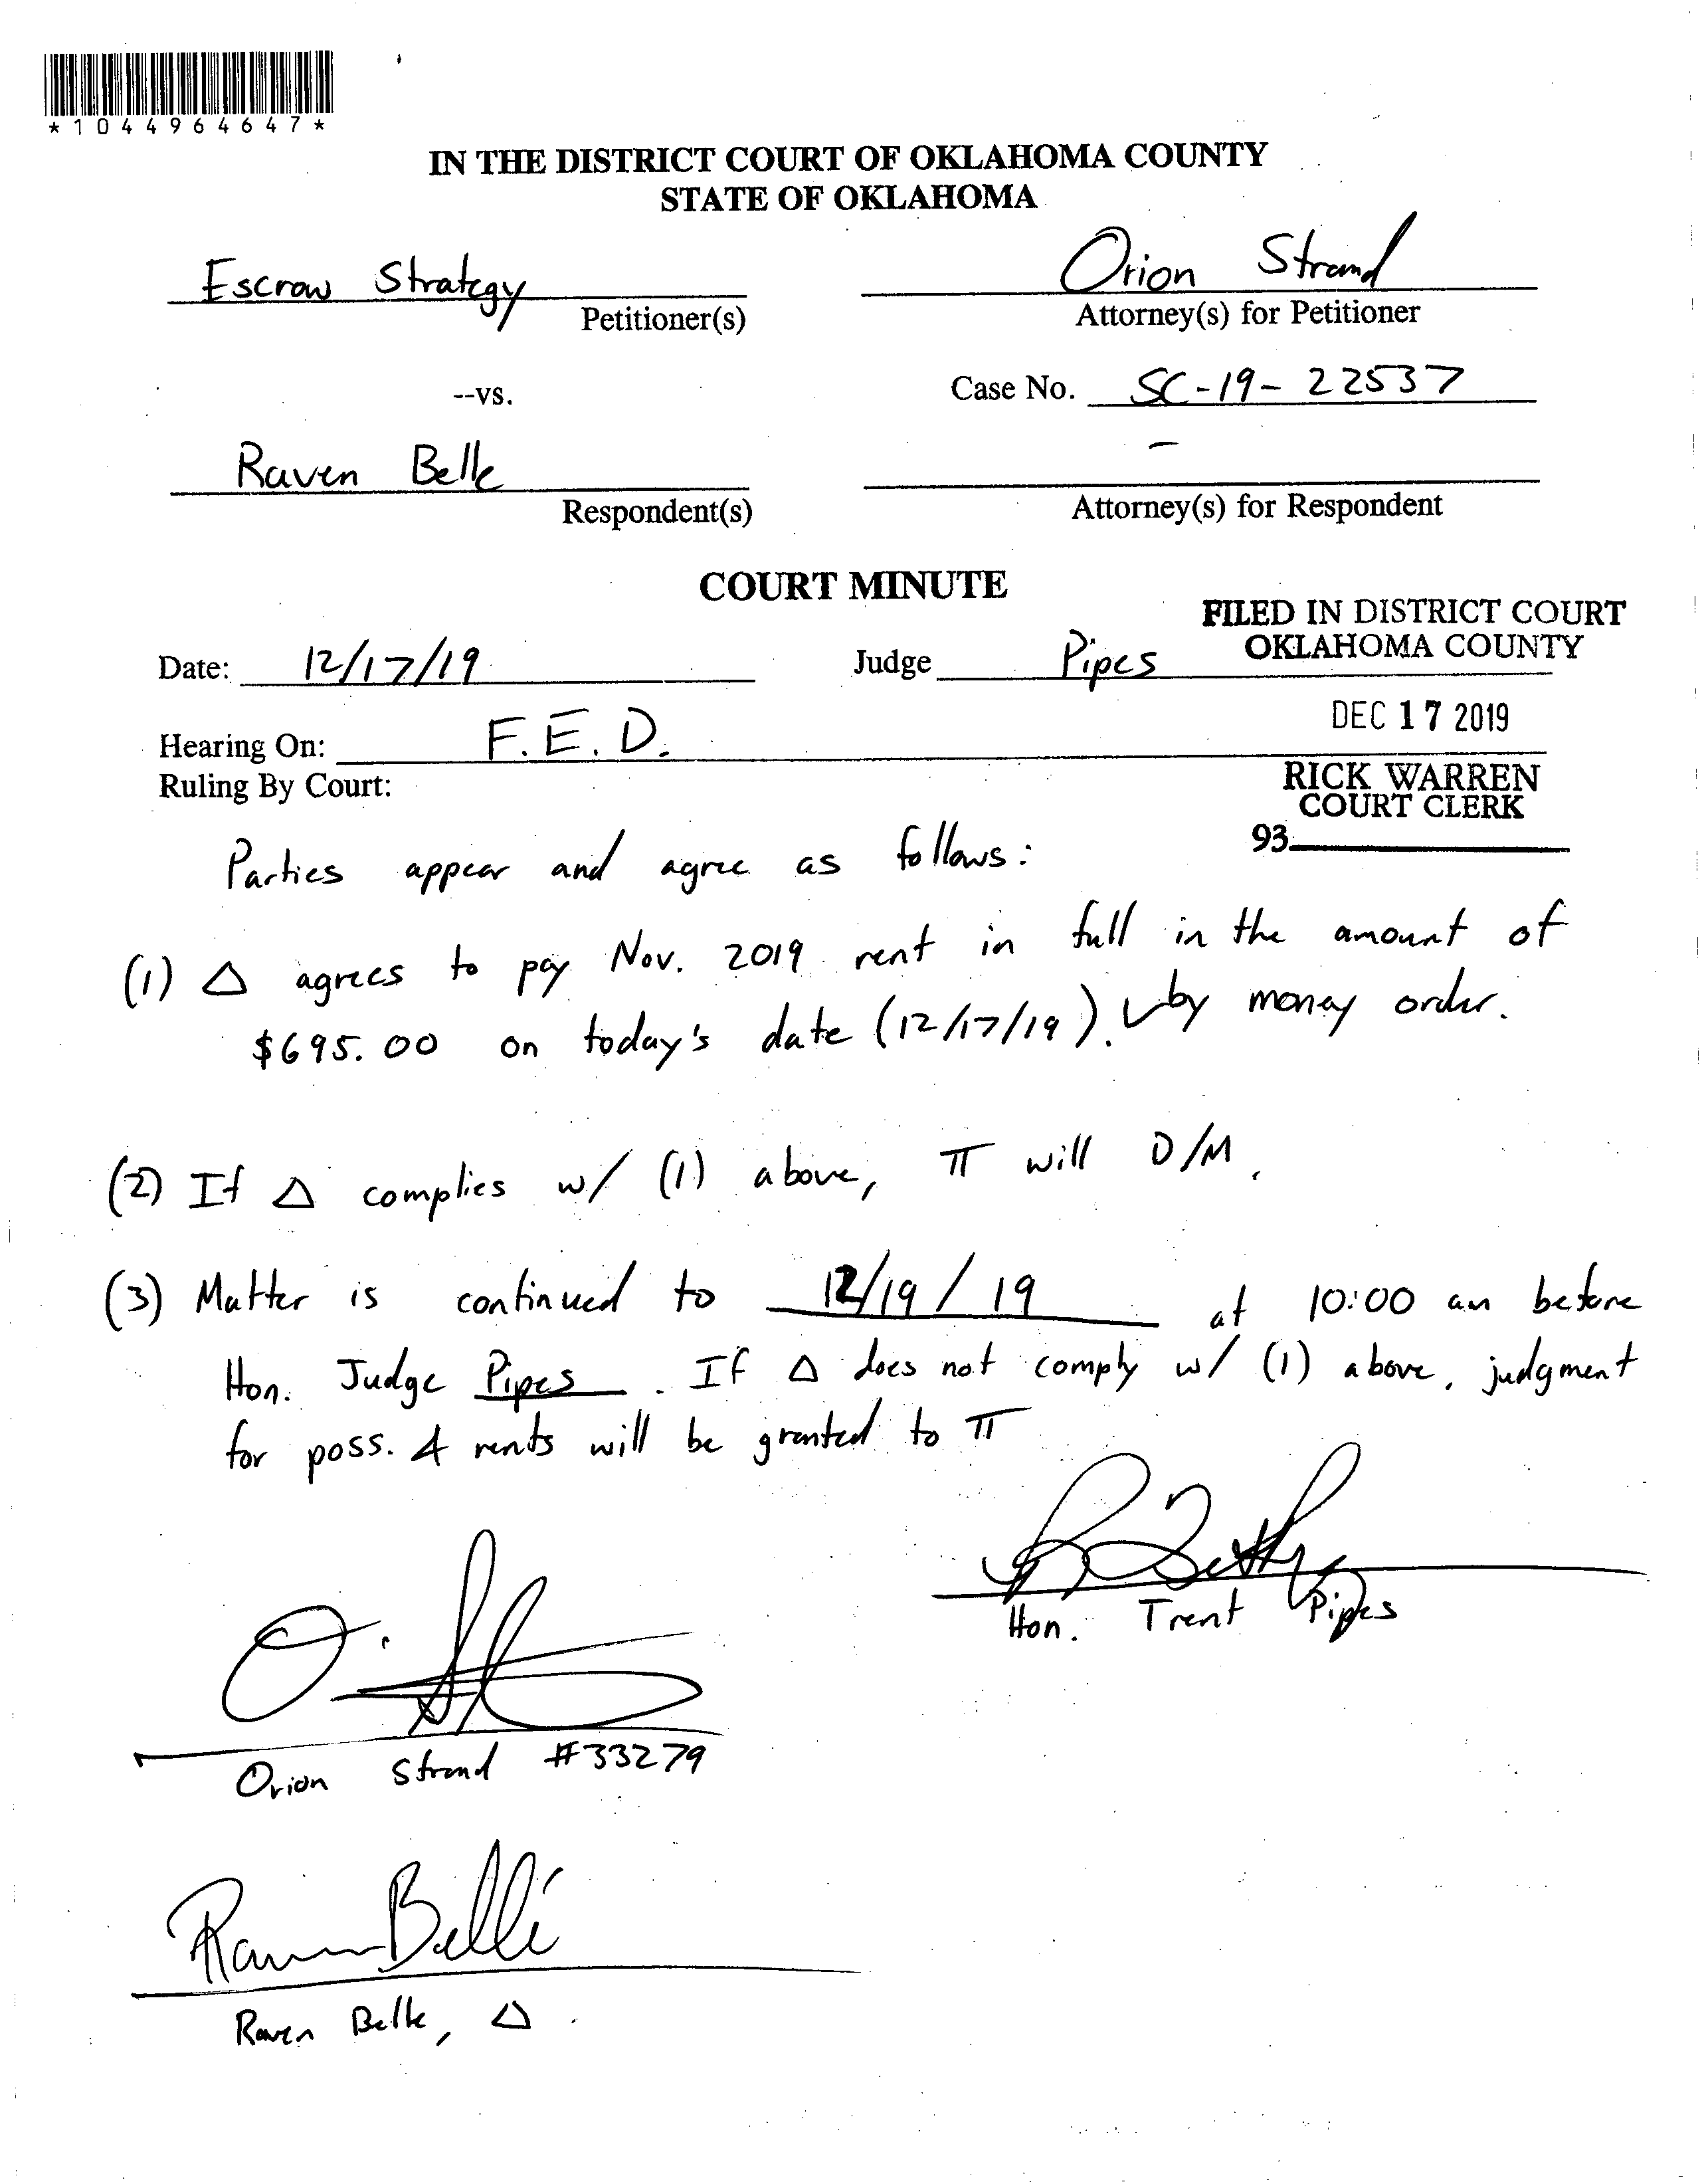 *1044964647*
IN THE DISTRICT COURT OF OKLAHOMA COUNTY
STATE OF OKLAHOMA
Escrow Strategy
Petitioner(s)
Orion Strand
Attorney(s) for Petitioner
--vs.
Case No. SC-19-22537
Raven Belle
Respondent(s)
-
Attorney(s) for Respondent
COURT MINUTE
FILED IN DISTRICT COURT
OKLAHOMA COUNTY
Date: 12/17/19
Judge Pipes
DEC 17 2019
Hearing On: F.E.D.
Ruling By Court:
RICK WARREN
COURT CLERK
93
Parties appear and agree as follows:
(1) Δ agrees to pay Nov. 2019 rent in full in the amount of
$695.00 on today's date (12/17/19). by money order.
(2) If Δ complies w/ (1) above, π will D/M.
(3) Matter is continued to 12/19/19 at 10:00 am before
Hon. Judge Pipes. If Δ does not comply w/ (1) above, judgment
for poss. & rents will be granted to π
Hon. Trent Pipes
Orion Strand #33279
Raven Belle
Raven Belle, Δ.